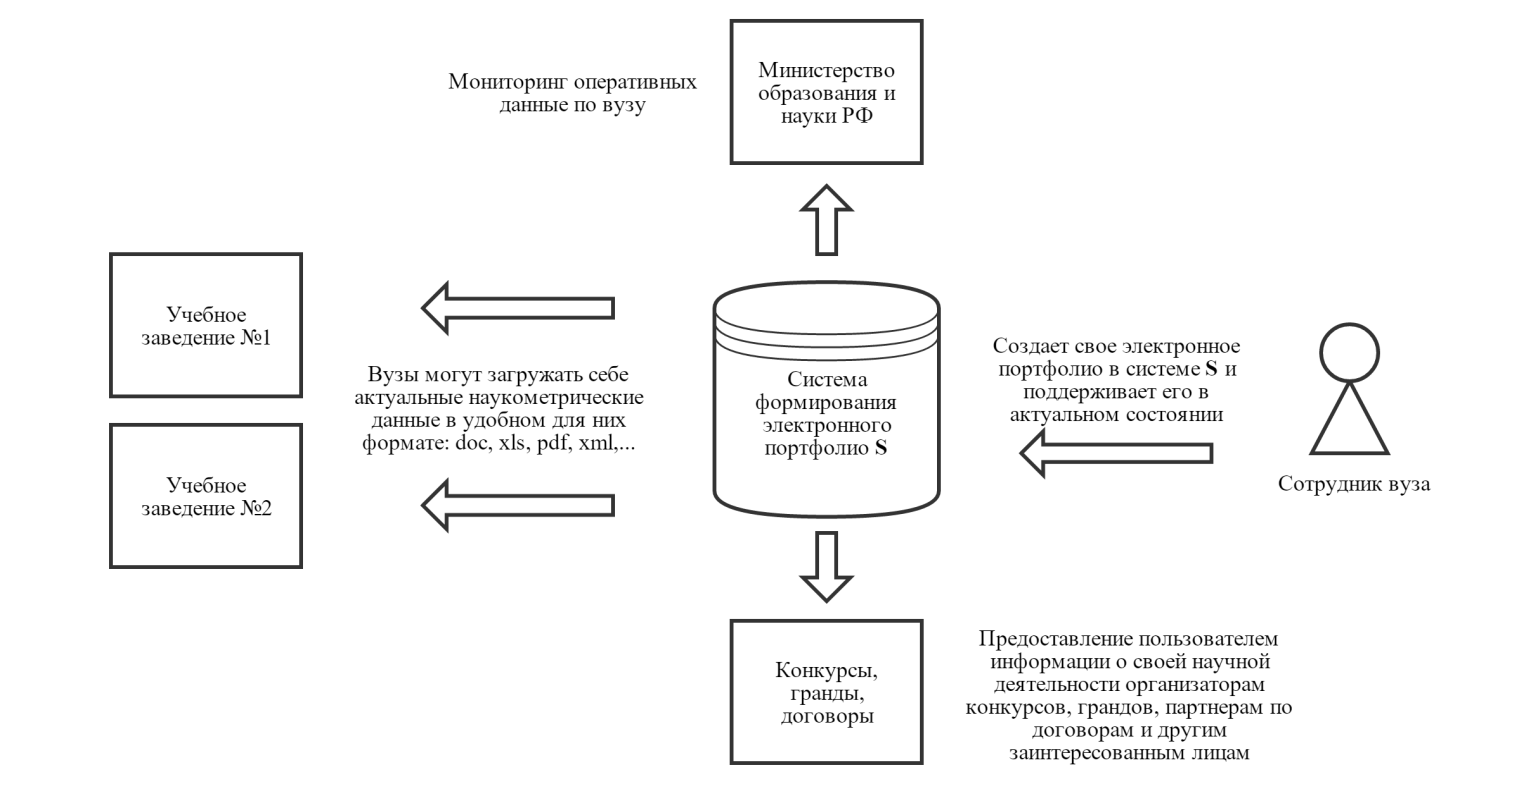 Мониторинг оперативных
данные по вузу
Министерство
образования и
науки РФ
Учебное
заведение №1
Вузы могут загружать себе
актуальные наукометрические
данные в удобном для них
формате: doc, xls, pdf, xml,...
Учебное
заведение №2
Система
формирования
электронного
портфолио S
Создает свое электронное
портфолио в системе S и
поддерживает его в
актуальном состоянии
Сотрудник вуза
Конкурсы,
гранды,
договоры
Предоставление пользователем
информации о своей научной
деятельности организаторам
конкурсов, грандов, партнерам по
договорам и другим
заинтересованным лицам